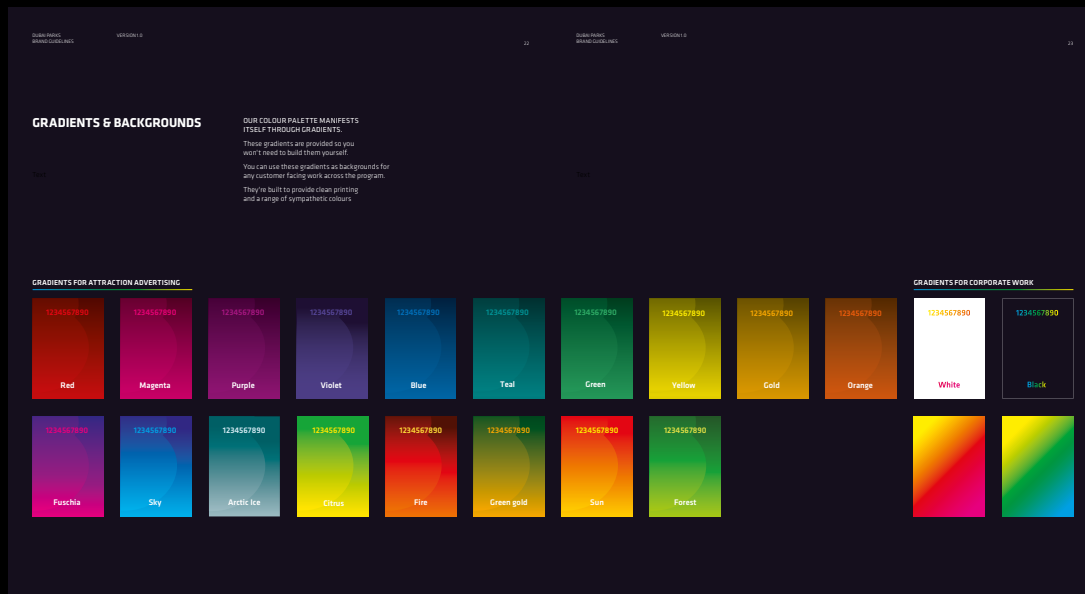 DUBAI PARKS
BRAND GUIDELINES
VERSION 1.0
22
DUBAI PARKS
BRAND GUIDELINES
VERSION 1.0
23
GRADIENTS & BACKGROUNDS
OUR COLOUR PALETTE MANIFESTS
ITSELF THROUGH GRADIENTS.
These gradients are provided so you
won't need to build them yourself.
You can use these gradients as backgrounds for
any customer facing work across the program.
They're built to provide clean printing
and a range of sympathetic colours
GRADIENTS FOR ATTRACTION ADVERTISING
GRADIENTS FOR CORPORATE WORK
1234567890
1234567890
1234567890
1234567890
1234567890
1234567890
1234567890
1234567890
1234567890
1234567890
1234567890
1234567890
Red
Magenta
Purple
Violet
Blue
Teal
Green
Yellow
Gold
Orange
White
Black
1234567890
1234567890
1234567890
1234567890
1234567890
1234567890
1234567890
1234567890
Fuschia
Sky
Arctic Ice
Citrus
Fire
Green gold
Sun
Forest